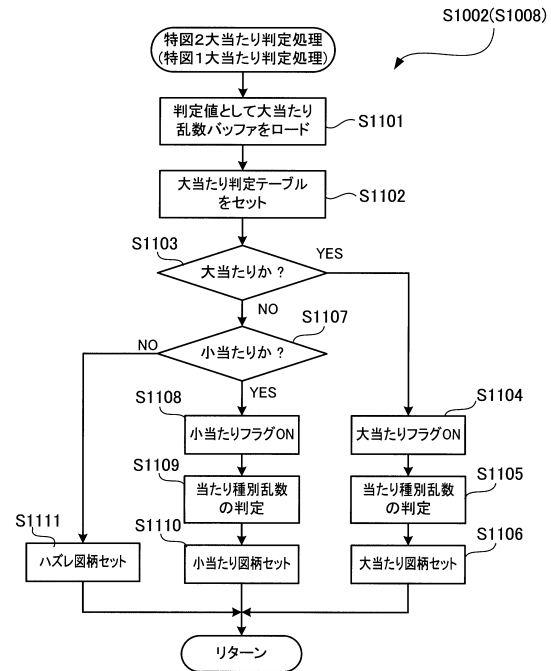 S1002(S1008)
特図2大当たり判定処理
(特図1大当たり判定処理)
判定値として大当たり
乱数バッファをロード
S1101
大当たり判定テーブル
をセット
S1102
S1103
大当たりか？
YES
NO
S1107
小当たりか？
NO
YES
S1108
小当たりフラグON
S1104
大当たりフラグON
S1109
当たり種別乱数
の判定
S1105
当たり種別乱数
の判定
S1111
ハズレ図柄セット
S1110
小当たり図柄セット
S1106
大当たり図柄セット
リターン